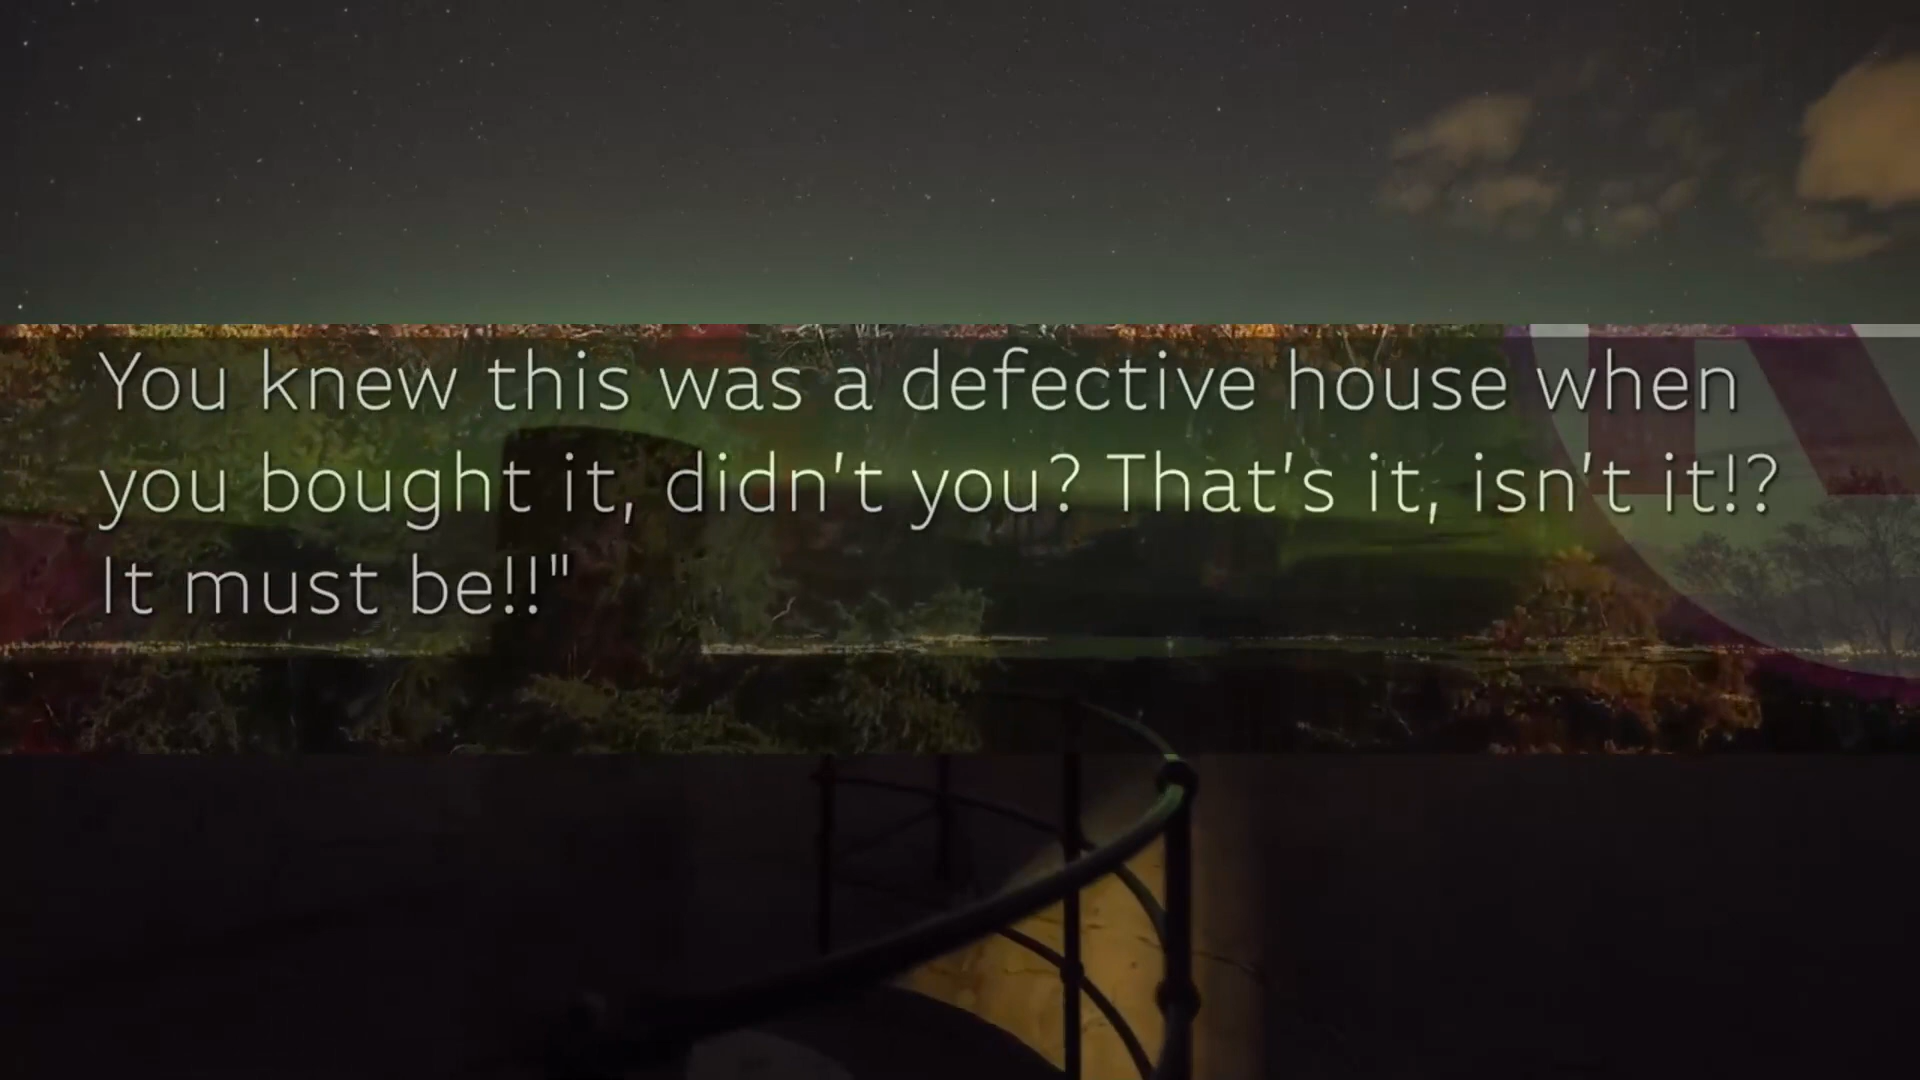 You knew this was a defective house when
you bought it, didn't you? That's it, isn't it!?
It must be!!"